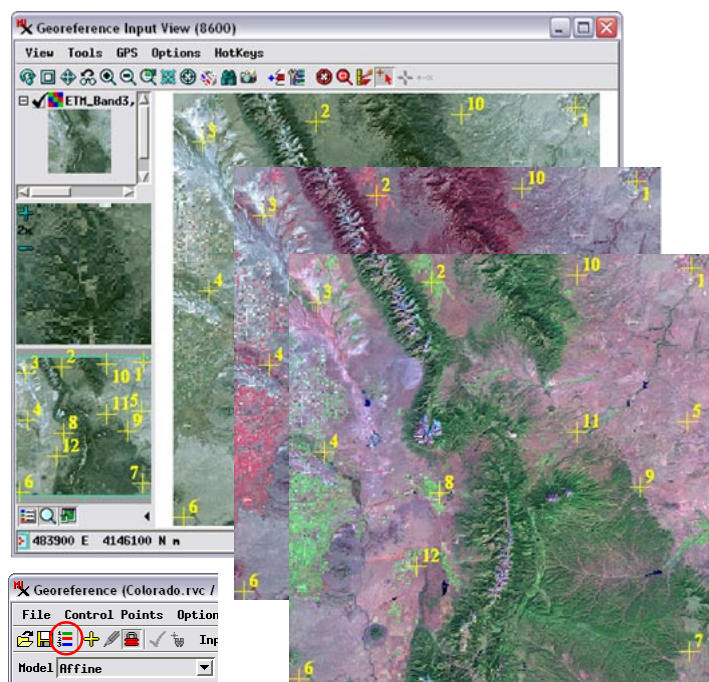 Georeference Input View (8600)
View Tools GPS Options HotKeys
ETM_Band3,
2x
3 2 10 1
4 11 5
8 9
12
6 7
483900 E 4146100 N m
3 2 10 1
4
6
3 2 10 1
4
6
3 2 10 1
4 11 5
8 9
12
6 7
Georeference (Colorado.rvc /
File Control Points Option
123
Inp
Model Affine